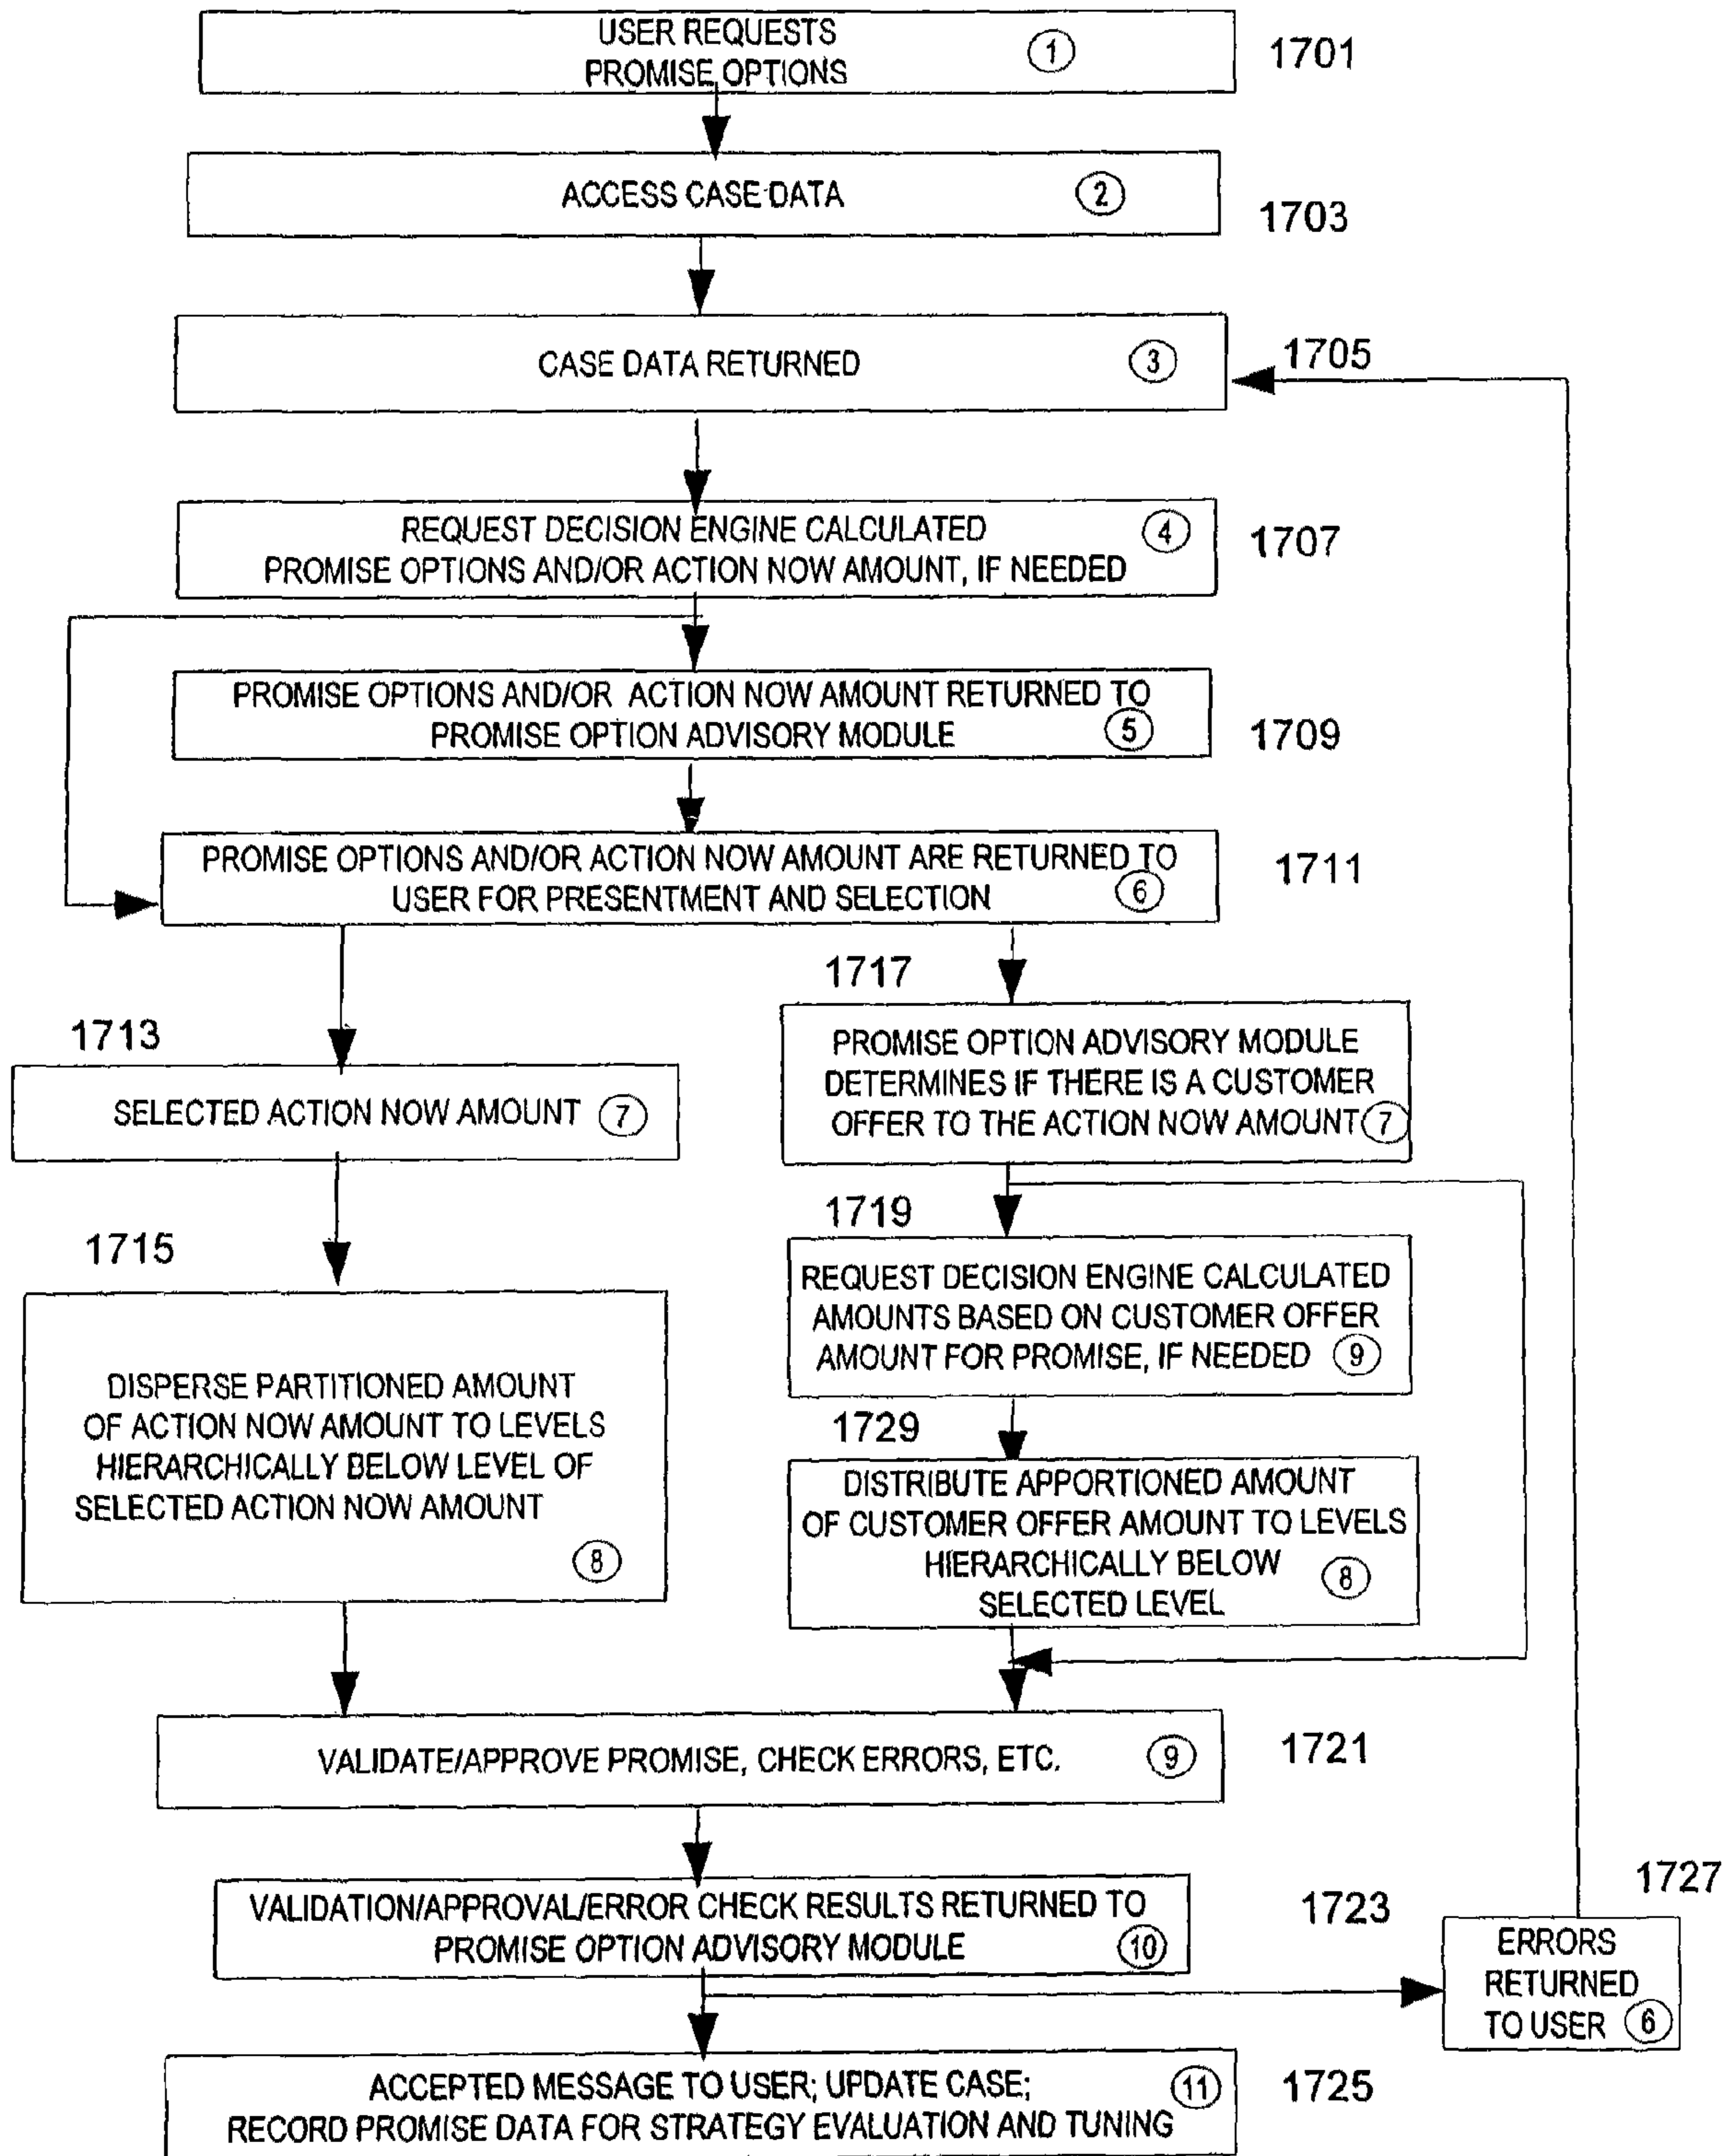 USER REQUESTS
PROMISE OPTIONS
1
1701
ACCESS CASE DATA
2
1703
CASE DATA RETURNED
3
1705
REQUEST DECISION ENGINE CALCULATED
PROMISE OPTIONS AND/OR ACTION NOW AMOUNT, IF NEEDED
4
1707
PROMISE OPTIONS AND/OR ACTION NOW AMOUNT RETURNED TO
PROMISE OPTION ADVISORY MODULE
5
1709
PROMISE OPTIONS AND/OR ACTION NOW AMOUNT ARE RETURNED TO
USER FOR PRESENTMENT AND SELECTION
6
1711
1713
SELECTED ACTION NOW AMOUNT 7
1715
DISPERSE PARTITIONED AMOUNT
OF ACTION NOW AMOUNT TO LEVELS
HIERARCHICALLY BELOW LEVEL OF
SELECTED ACTION NOW AMOUNT
8
1717
PROMISE OPTION ADVISORY MODULE
DETERMINES IF THERE IS A CUSTOMER
OFFER TO THE ACTION NOW AMOUNT 7
1719
REQUEST DECISION ENGINE CALCULATED
AMOUNTS BASED ON CUSTOMER OFFER
AMOUNT FOR PROMISE, IF NEEDED 9
1729
DISTRIBUTE APPORTIONED AMOUNT
OF CUSTOMER OFFER AMOUNT TO LEVELS
HIERARCHICALLY BELOW
SELECTED LEVEL
8
VALIDATE/APPROVE PROMISE, CHECK ERRORS, ETC. 9
1721
VALIDATION/APPROVAL/ERROR CHECK RESULTS RETURNED TO
PROMISE OPTION ADVISORY MODULE
10
1723
1727
ERRORS
RETURNED
TO USER 6
ACCEPTED MESSAGE TO USER; UPDATE CASE;
RECORD PROMISE DATA FOR STRATEGY EVALUATION AND TUNING
11
1725